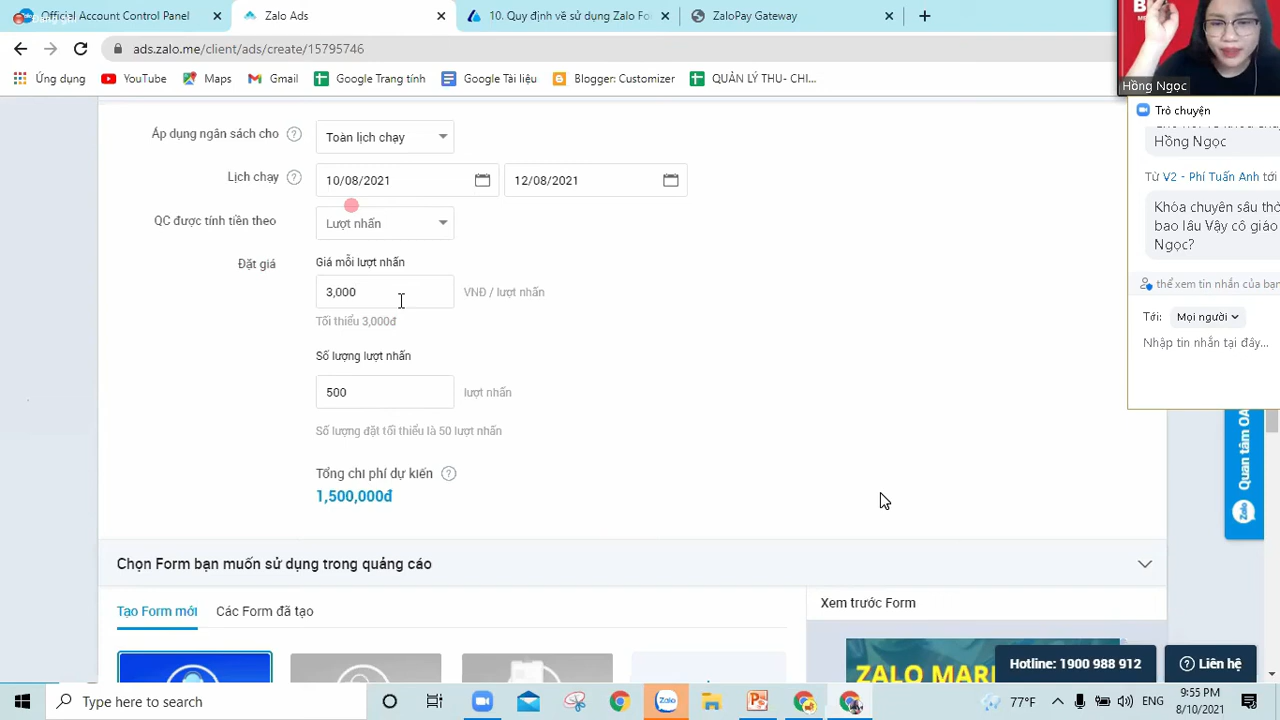 Official Account Control Panel
Zalo Ads
10. Quy định về sử dụng Zalo Fo
ZaloPay Gateway
ads.zalo.me/client/ads/create/15795746
Ứng dụng
YouTube
Maps
Gmail
Google Trang tính
Google Tài liệu
Blogger: Customizer
QUẢN LÝ THU- CHI...
Hồng Ngọc
Trò chuyện
Hồng Ngọc
Từ V2 - Phí Tuấn Anh tới
Khóa chuyên sâu thờ
bao lâu Vậy cô giáo
Ngọc?
thể xem tin nhắn của bạn
Tới: Mọi người
Nhập tin nhắn tại đây...
Áp dụng ngân sách cho
Toàn lịch chạy
Lịch chạy
10/08/2021
12/08/2021
QC được tính tiền theo
Lượt nhấn
Đặt giá
Giá mỗi lượt nhấn
3,000
VNĐ / lượt nhấn
Tối thiểu 3,000đ
Số lượng lượt nhấn
500
lượt nhấn
Số lượng đặt tối thiểu là 50 lượt nhấn
Tổng chi phí dự kiến
1,500,000đ
Quan tâm OA
Zalo
Chọn Form bạn muốn sử dụng trong quảng cáo
Tạo Form mới
Các Form đã tạo
Xem trước Form
ZALO MAR
Hotline: 1900 988 912
Liên hệ
Type here to search
Zalo
77°F
ENG
9:55 PM
8/10/2021